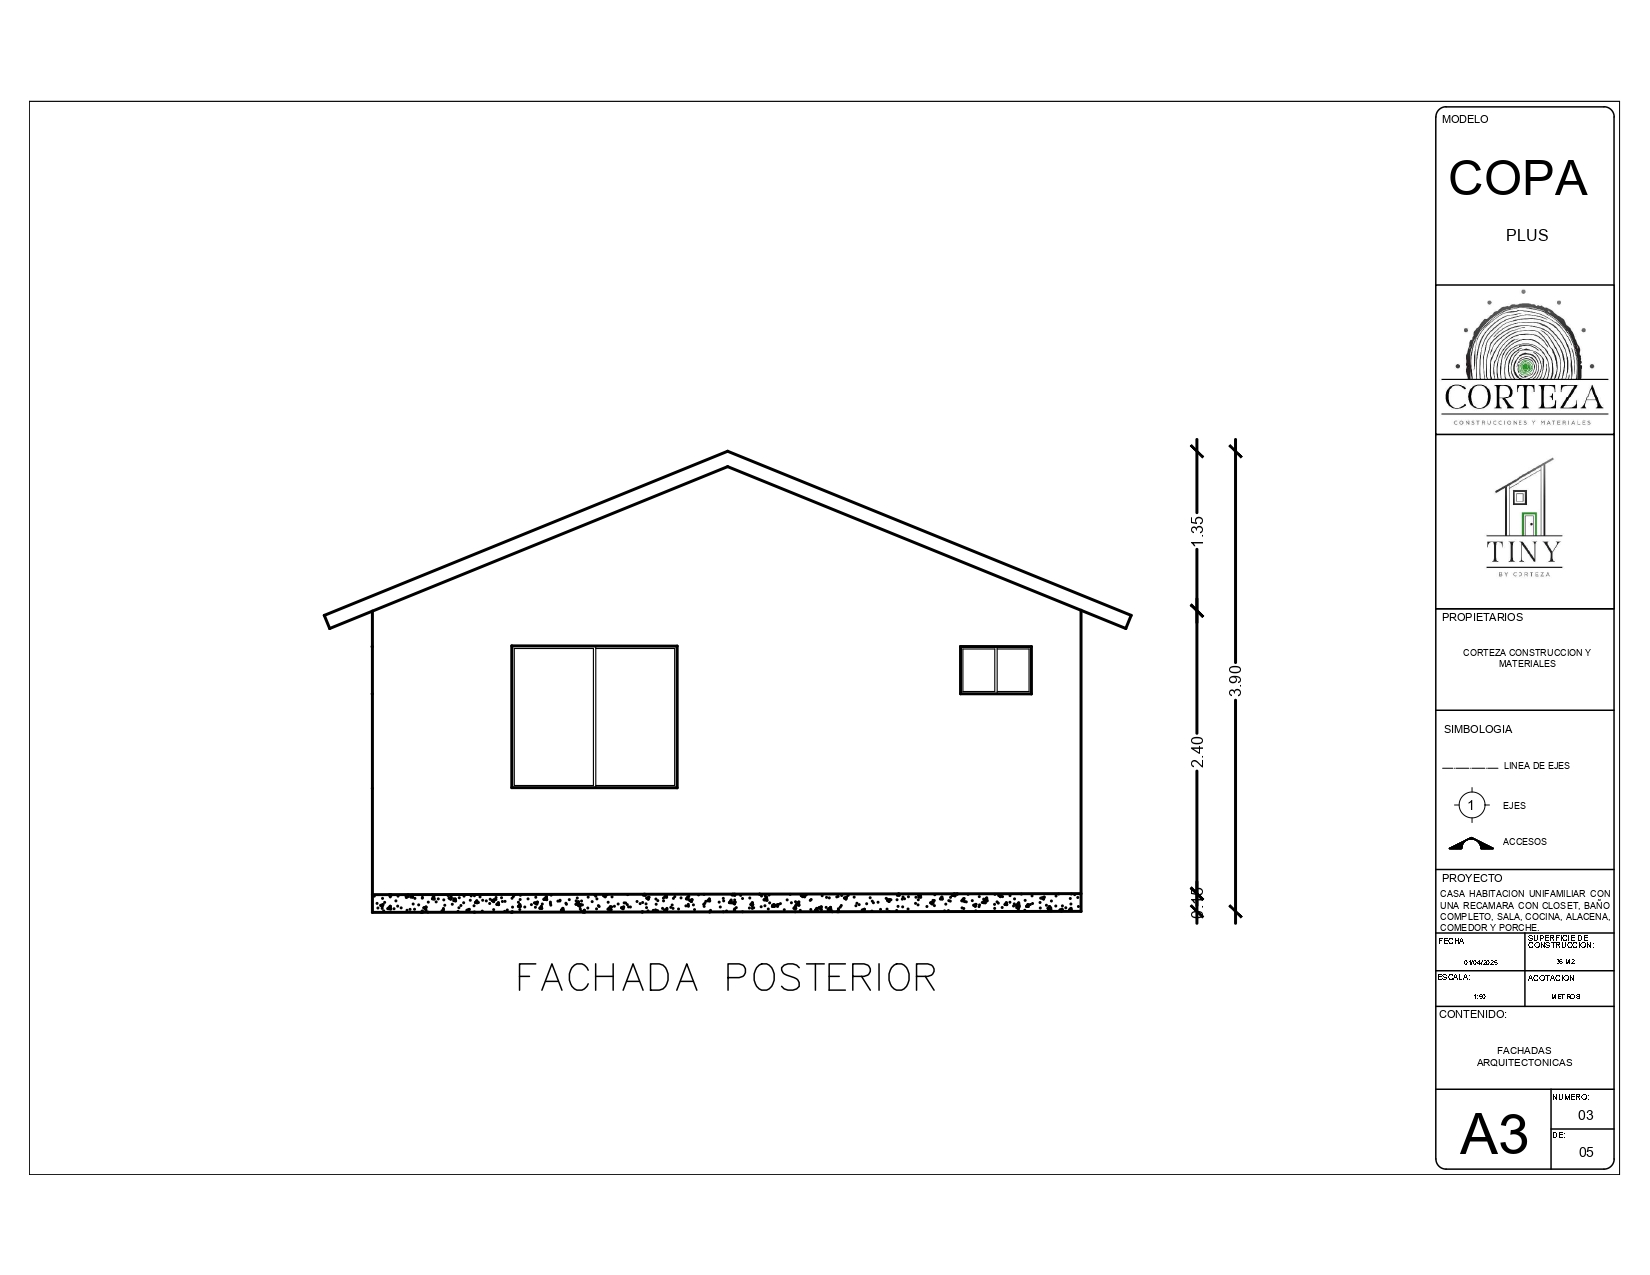 1.35
2.40
3.90
FACHADA POSTERIOR
MODELO
COPA
PLUS
CORTEZA
CONSTRUCCIONES Y MATERIALES
TINY
BY CORTEZA
PROPIETARIOS
CORTEZA CONSTRUCCION Y
MATERIALES
SIMBOLOGIA
LINEA DE EJES
1 EJES
ACCESOS
PROYECTO
CASA HABITACION UNIFAMILIAR CON
UNA RECAMARA CON CLOSET, BAÑO
COMPLETO, SALA, COCINA, ALACENA,
COMEDOR Y PORCHE.
FECHA
01/04/2025
SUPERFICIE DE
CONSTRUCCION:
36 M2
ESCALA:
ACOTACION
METROS
CONTENIDO:
FACHADAS
ARQUITECTONICAS
A3
NUMERO:
03
DE:
05